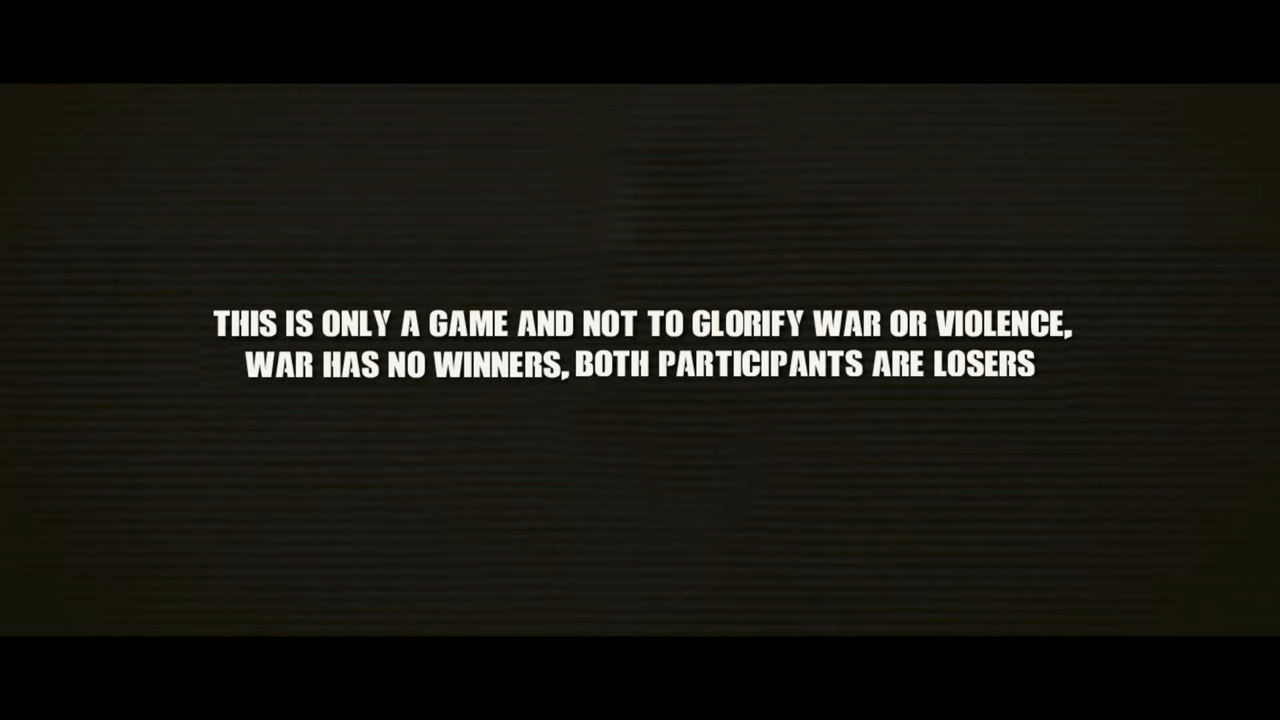 THIS IS ONLY A GAME AND NOT TO GLORIFY WAR OR VIOLENCE,
WAR HAS NO WINNERS, BOTH PARTICIPANTS ARE LOSERS